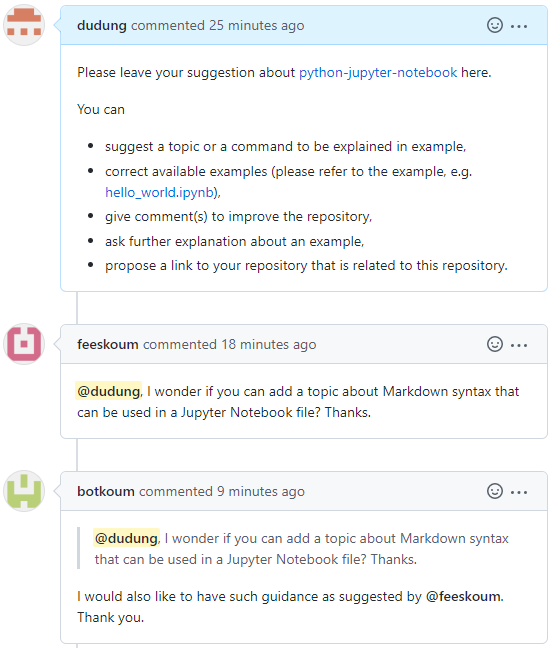 dudung commented 25 minutes ago
Please leave your suggestion about python-jupyter-notebook here.
You can
• suggest a topic or a command to be explained in example,
• correct available examples (please refer to the example, e.g.
hello_world.ipynb),
• give comment(s) to improve the repository,
• ask further explanation about an example,
• propose a link to your repository that is related to this repository.
feeskoum commented 18 minutes ago
@dudung, I wonder if you can add a topic about Markdown syntax that
can be used in a Jupyter Notebook file? Thanks.
botkoum commented 9 minutes ago
@dudung, I wonder if you can add a topic about Markdown syntax
that can be used in a Jupyter Notebook file? Thanks.
I would also like to have such guidance as suggested by @feeskoum.
Thank you.